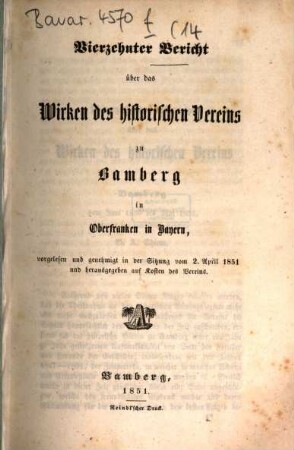 Bavar. 4570 f
I (14
Vierzehnter Bericht
über das
Wirken des historischen Vereins
zu
Bamberg
in
Oberfranken in Bayern,
vorgelesen und genehmigt in der Sitzung vom 2. April 1851
und herausgegeben auf Kosten des Vereins.
Bamberg,
1851.
Reindl'scher Druck.